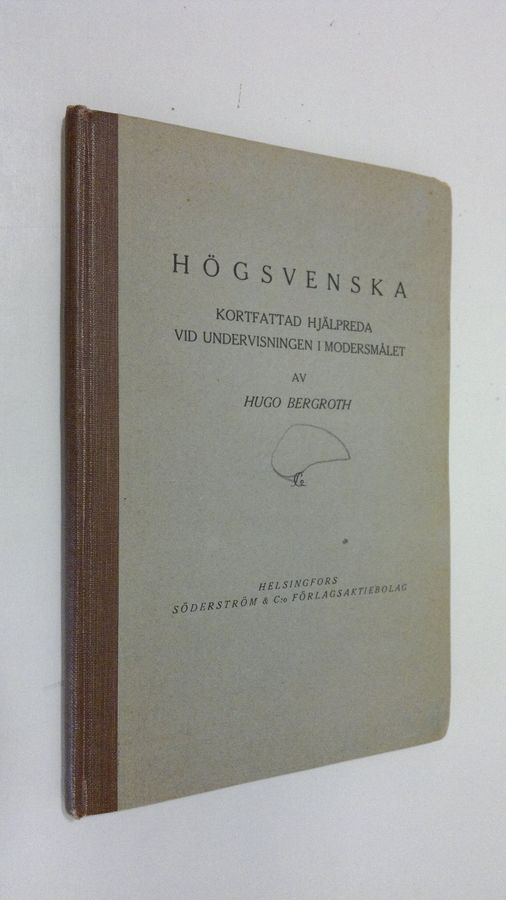 HÖGSVENSKA
KORTFATTAD HJÄLPREDA
VID UNDERVISNINGEN I MODERSMÅLET
AV
HUGO BERGROTH
HELSINGFORS
SÖDERSTRÖM & C:o FÖRLAGSAKTIEBOLAG